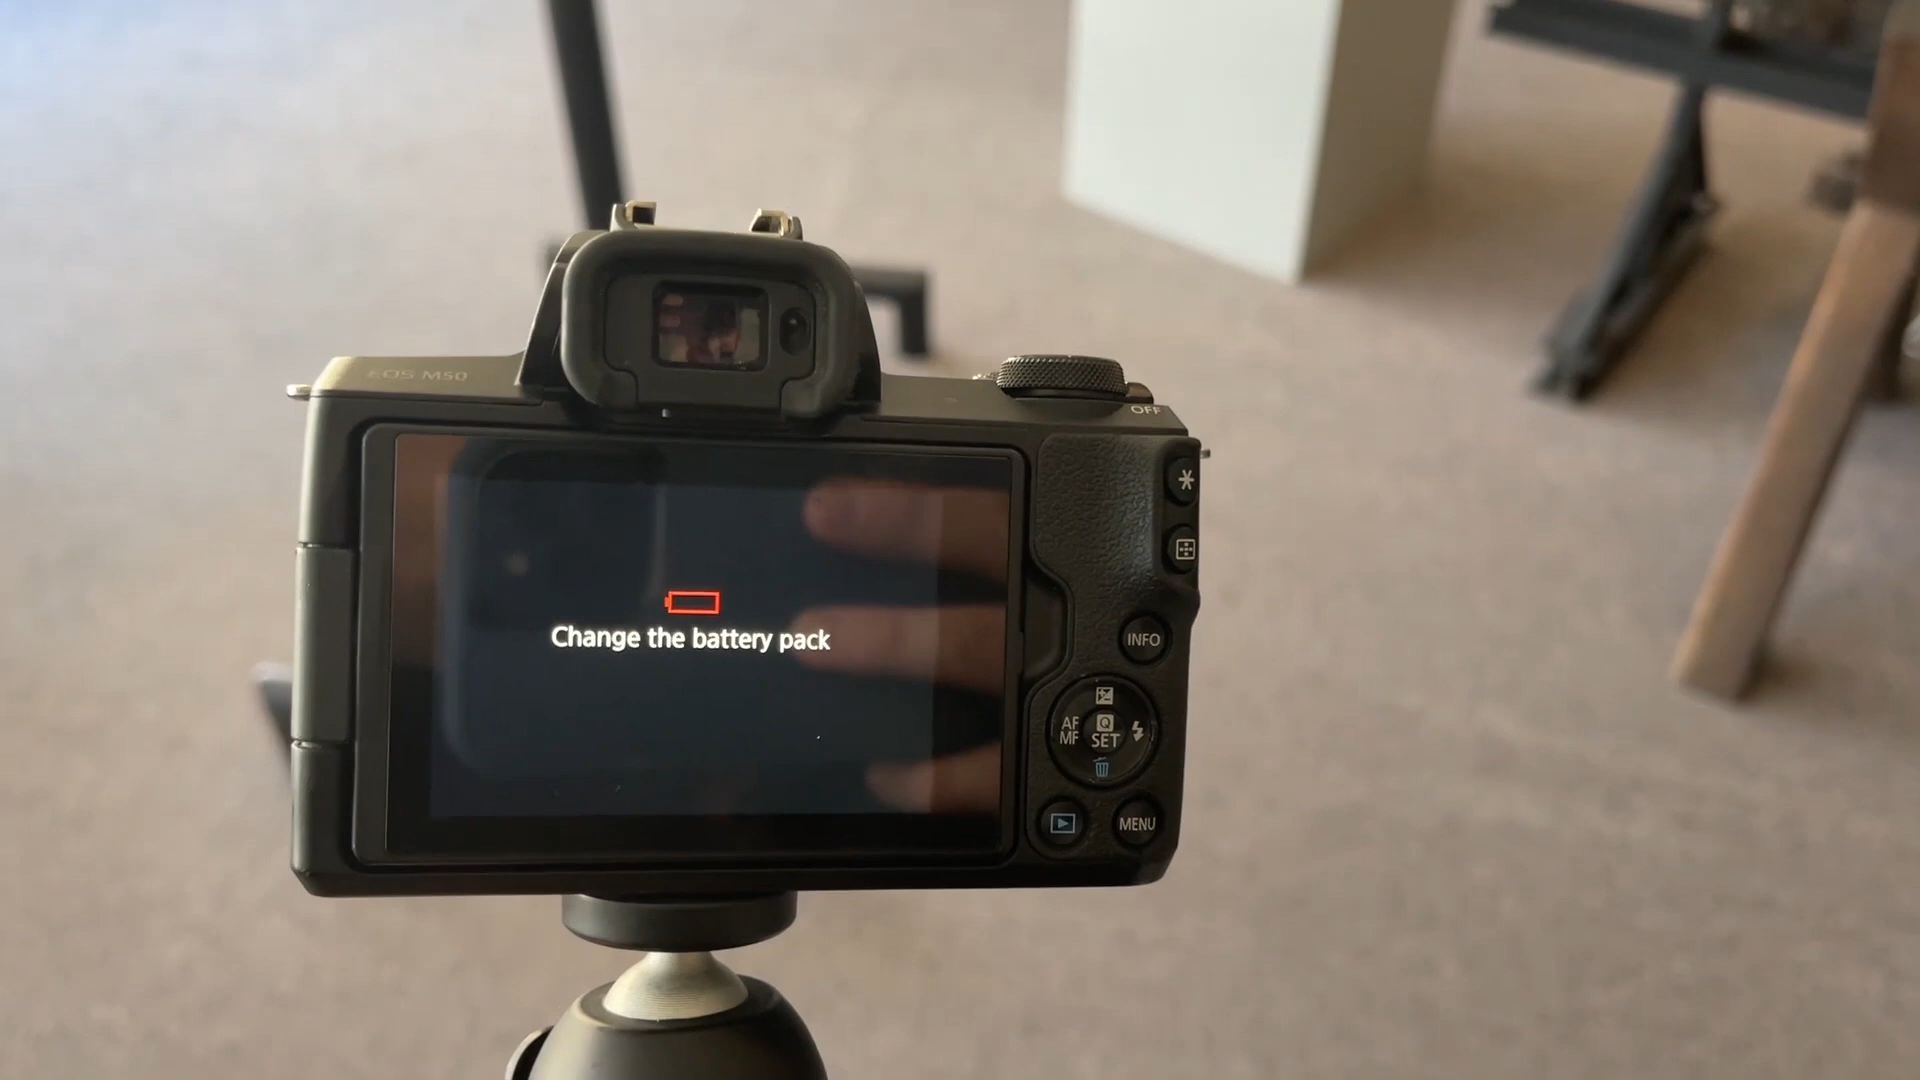 EOS M50
OFF
Change the battery pack
INFO
AF
MF
Q
SET
MENU